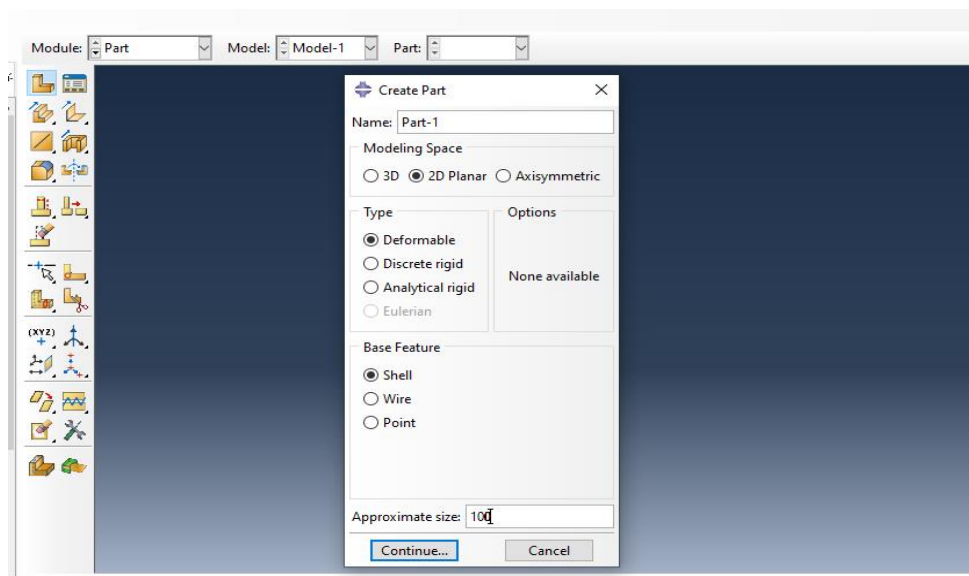 Module: Part Model: Model-1 Part:
Create Part
Name: Part-1
Modeling Space
3D 2D Planar Axisymmetric
Type Options
Deformable
Discrete rigid
None available
Analytical rigid
Eulerian
Base Feature
Shell
Wire
Point
Approximate size: 100
Continue... Cancel
(XYZ)